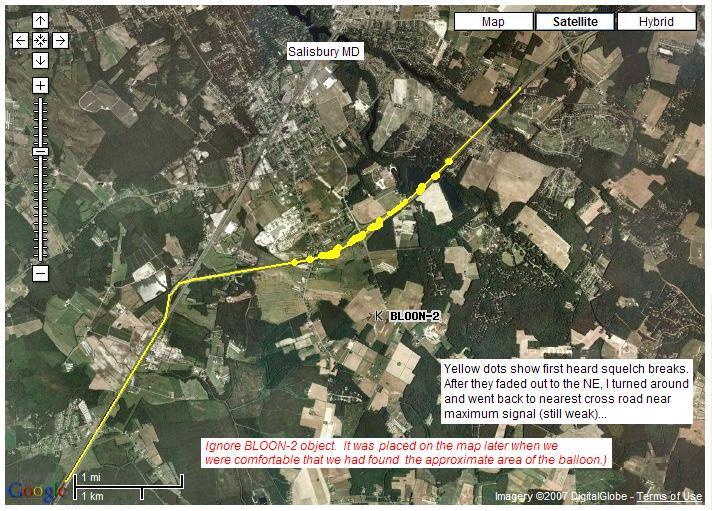 Map Satellite Hybrid
Salisbury MD
K BLOON-2
Yellow dots show first heard squelch breaks.
After they faded out to the NE, I turned around
and went back to nearest cross road near
maximum signal (still weak)...
Ignore BLOON-2 object. It was placed on the map later when we
were comfortable that we had found the approximate area of the balloon.)
1 mi
Google
1 km
Imagery ©2007 DigitalGlobe - Terms of Use